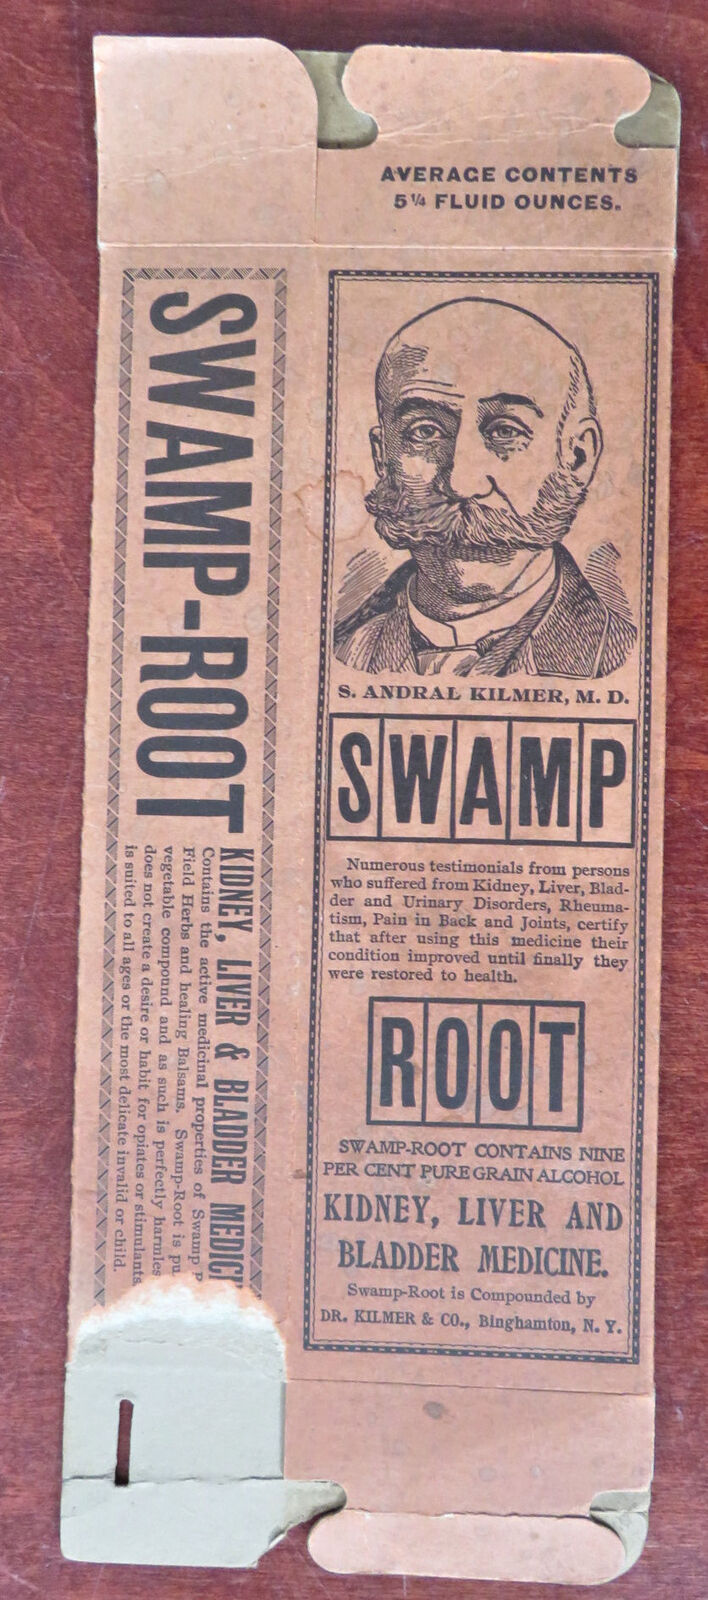 AVERAGE CONTENTS
5 1/4 FLUID OUNCES.
S. ANDRAL KILMER, M. D.
SWAMP
Numerous testimonials from persons
who suffered from Kidney, Liver, Blad-
der and Urinary Disorders, Rheuma-
tism, Pain in Back and Joints, certify
that after using this medicine their
condition improved until finally they
were restored to health.
ROOT
SWAMP-ROOT CONTAINS NINE
PER CENT PURE GRAIN ALCOHOL
KIDNEY, LIVER AND
BLADDER MEDICINE.
Swamp-Root is Compounded by
DR. KILMER & CO., Binghamton, N. Y.
SWAMP-ROOT
KIDNEY, LIVER & BLADDER
Contains the active medicinal properties of Swamp
Field Herbs and healing Balsams. Swamp-Root is
vegetable compound and as such is perfectly
does not create a desire or habit for opiates or stimulants
is suited to all ages or the most delicate invalid or child.